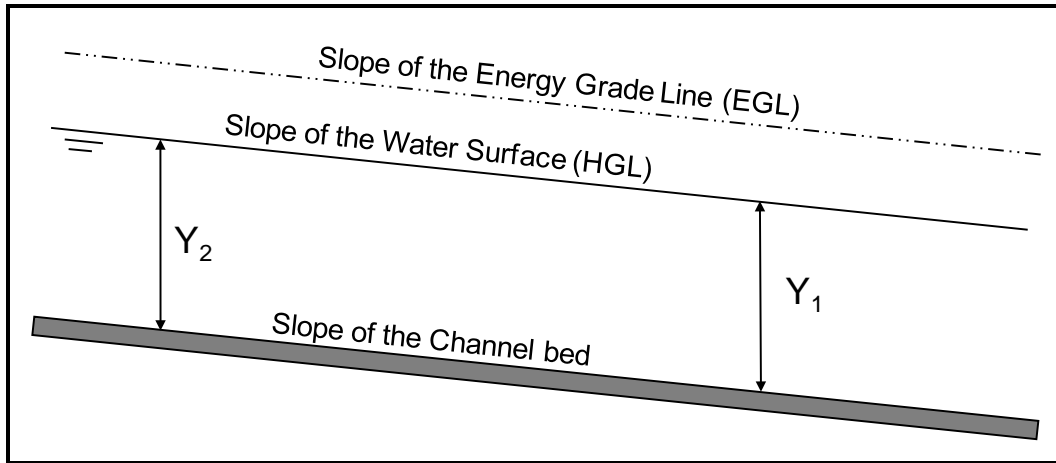 Slope of the Energy Grade Line (EGL)
Slope of the Water Surface (HGL)
Y2
Y1
Slope of the Channel bed